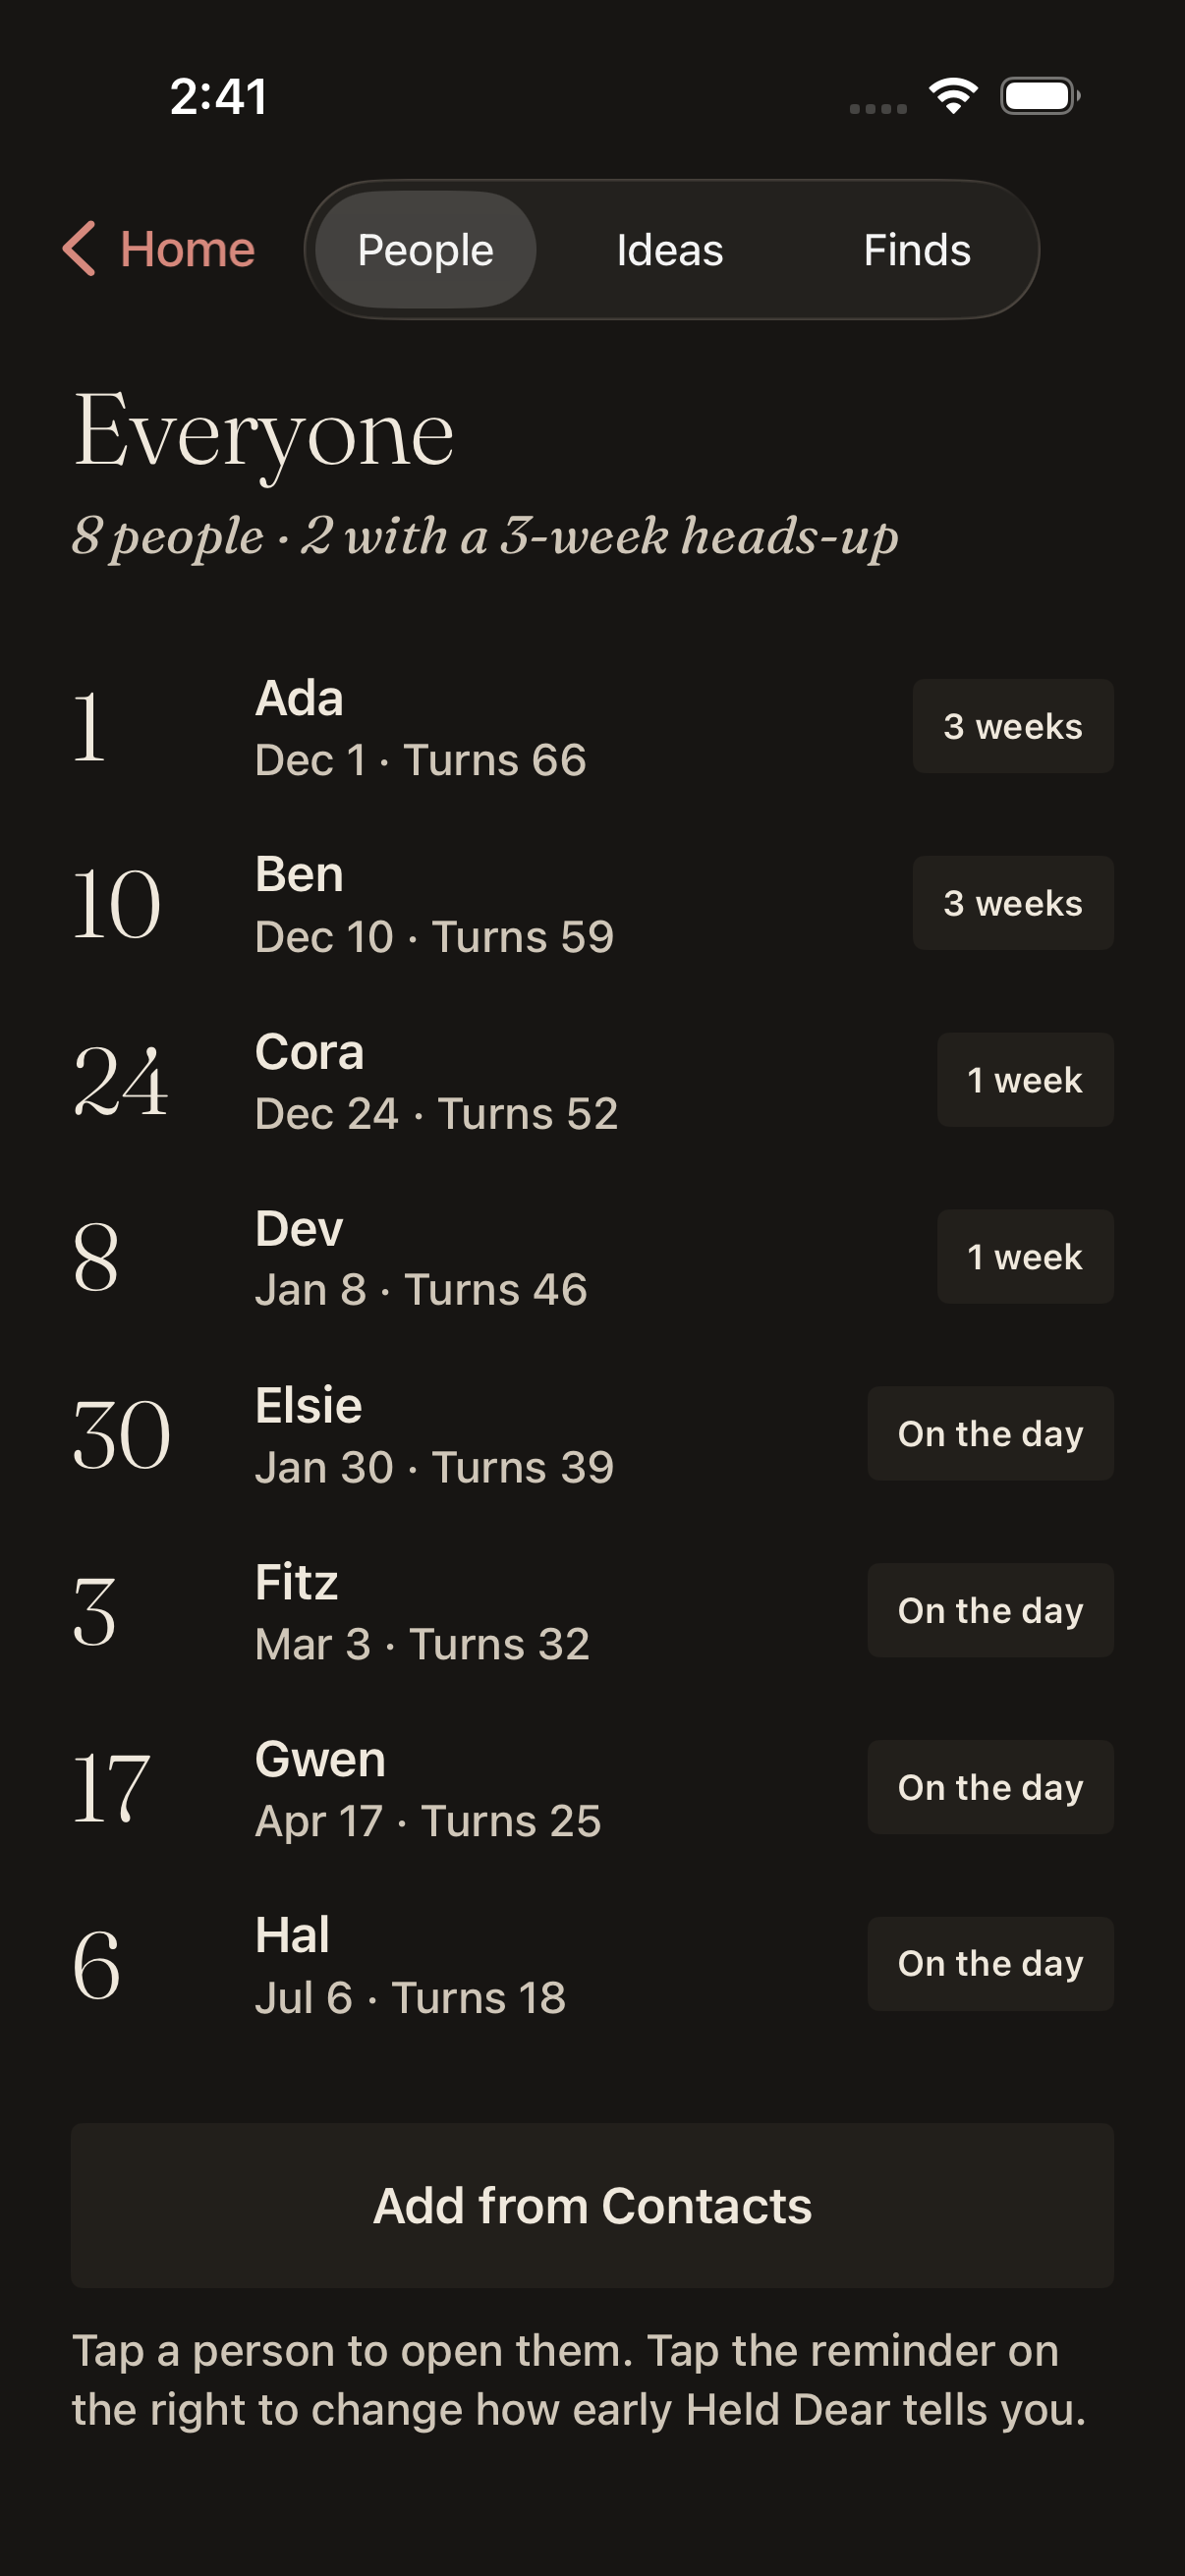 2:41
Home
People
Ideas
Finds
Everyone
8 people · 2 with a 3-week heads-up
1
Ada
Dec 1 · Turns 66
3 weeks
10
Ben
Dec 10 · Turns 59
3 weeks
24
Cora
Dec 24 · Turns 52
1 week
8
Dev
Jan 8 · Turns 46
1 week
30
Elsie
Jan 30 · Turns 39
On the day
3
Fitz
Mar 3 · Turns 32
On the day
17
Gwen
Apr 17 · Turns 25
On the day
6
Hal
Jul 6 · Turns 18
On the day
Add from Contacts
Tap a person to open them. Tap the reminder on
the right to change how early Held Dear tells you.